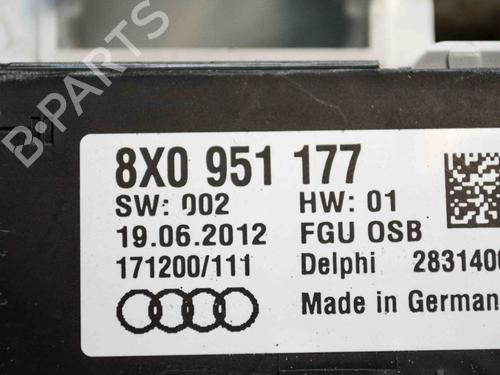 B-PARTS
8X0 951 177
SW: 002 HW: 01
19.06.2012 FGU OSB
171200/111 Delphi 2831400
Made in German